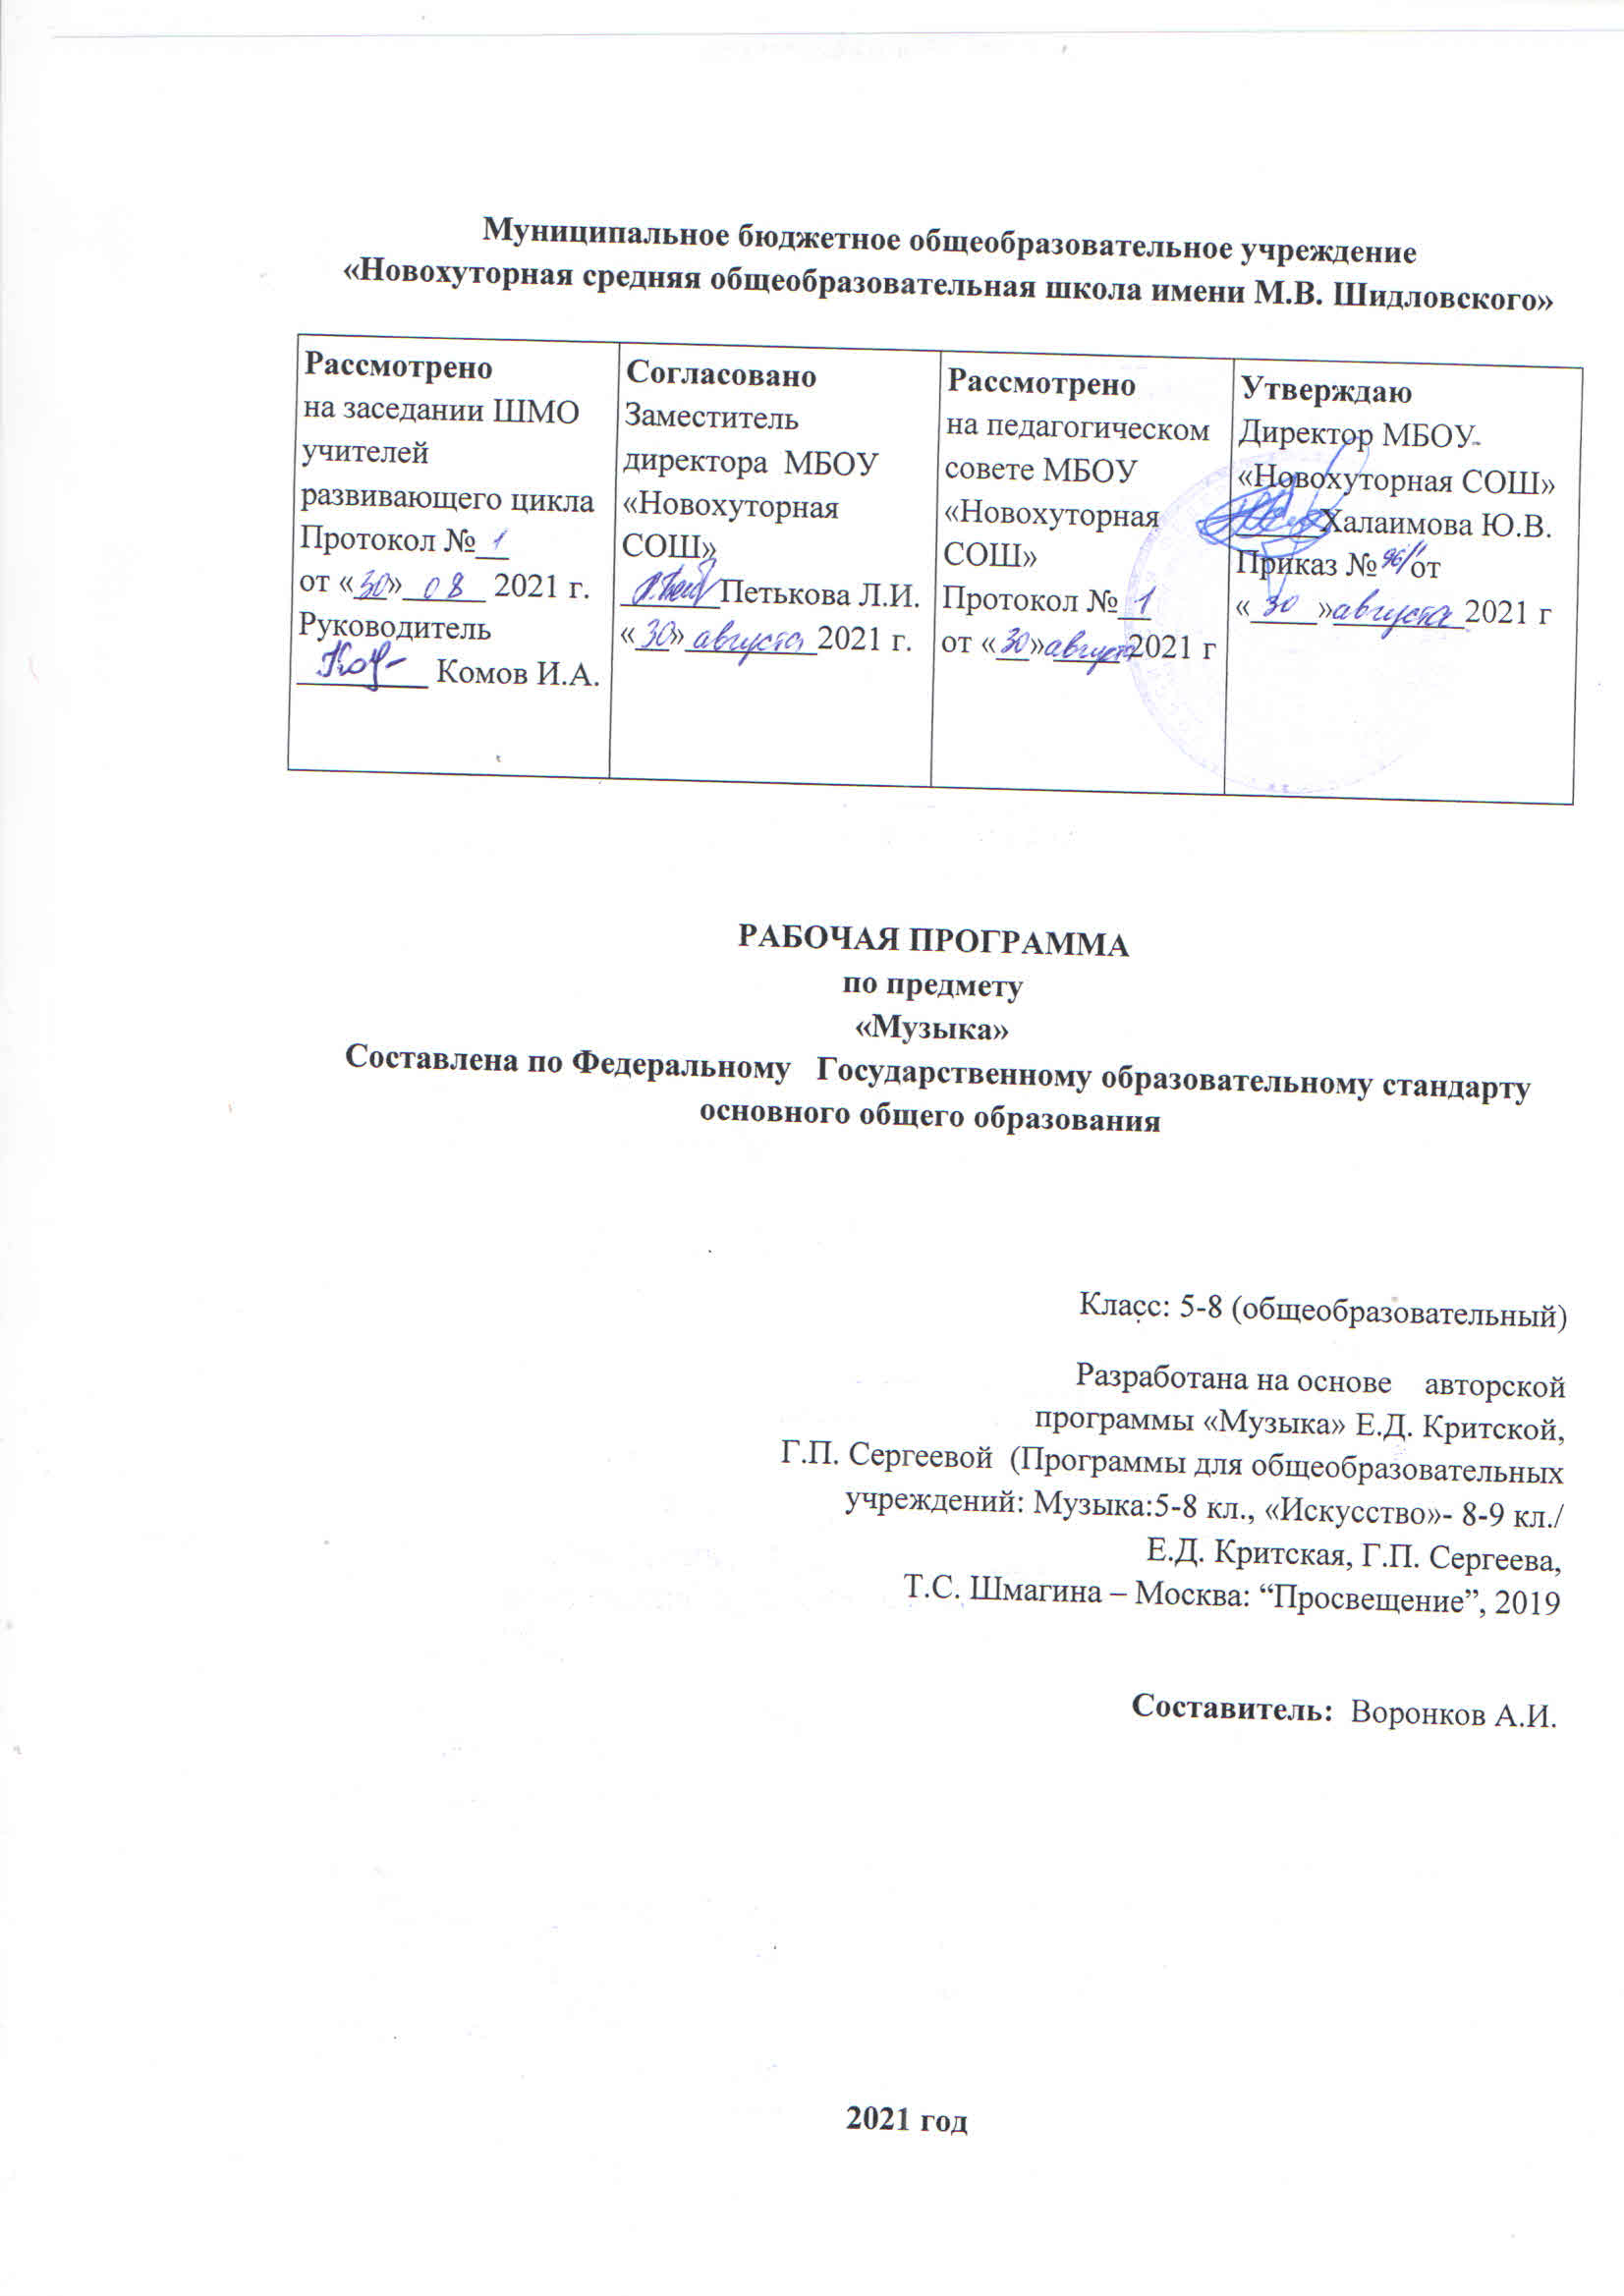 Муниципальное бюджетное общеобразовательное учреждение
«Новохуторная средняя общеобразовательная школа имени М.В. Шидловского»
Рассмотрено
на заседании ШМО
учителей
развивающего цикла
Протокол № 1
от «30» 08 2021 г.
Руководитель
Комов И.А.
Согласовано
Заместитель
директора МБОУ
«Новохуторная
СОШ»
Петькова Л.И.
«30» августа 2021 г.
Рассмотрено
на педагогическом
совете МБОУ
«Новохуторная
СОШ»
Протокол № 1
от «30» августа 2021 г
Утверждаю
Директор МБОУ
«Новохуторная СОШ»
Халаимова Ю.В.
Приказ № от
«30» августа 2021 г
РАБОЧАЯ ПРОГРАММА
по предмету
«Музыка»
Составлена по Федеральному Государственному образовательному стандарту
основного общего образования
Класс: 5-8 (общеобразовательный)
Разработана на основе авторской
программы «Музыка» Е.Д. Критской,
Г.П. Сергеевой (Программы для общеобразовательных
учреждений: Музыка:5-8 кл., «Искусство»- 8-9 кл./
Е.Д. Критская, Г.П. Сергеева,
Т.С. Шмагина – Москва: “Просвещение”, 2019
Составитель: Воронков А.И.
2021 год